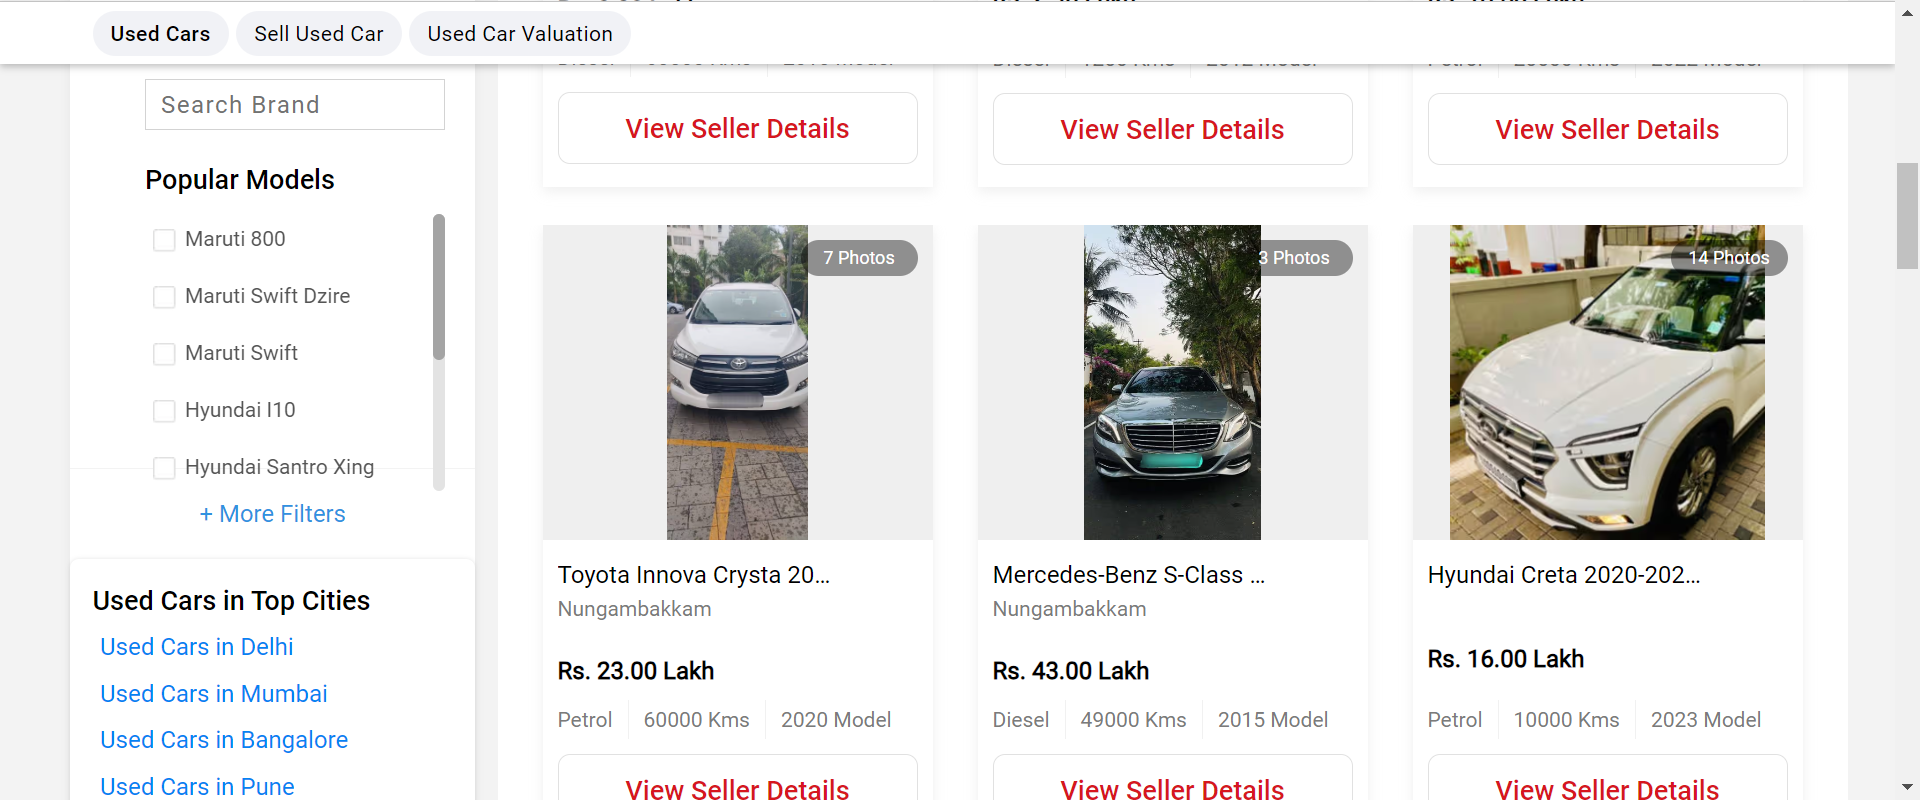 Used Cars
Sell Used Car
Used Car Valuation
Search Brand
Popular Models
Maruti 800
Maruti Swift Dzire
Maruti Swift
Hyundai I10
Hyundai Santro Xing
+ More Filters
Used Cars in Top Cities
Used Cars in Delhi
Used Cars in Mumbai
Used Cars in Bangalore
Used Cars in Pune
View Seller Details
View Seller Details
View Seller Details
7 Photos
Toyota Innova Crysta 20...
Nungambakkam
Rs. 23.00 Lakh
Petrol 60000 Kms 2020 Model
View Seller Details
3 Photos
Mercedes-Benz S-Class ...
Nungambakkam
Rs. 43.00 Lakh
Diesel 49000 Kms 2015 Model
View Seller Details
14 Photos
Hyundai Creta 2020-202...
Rs. 16.00 Lakh
Petrol 10000 Kms 2023 Model
View Seller Details